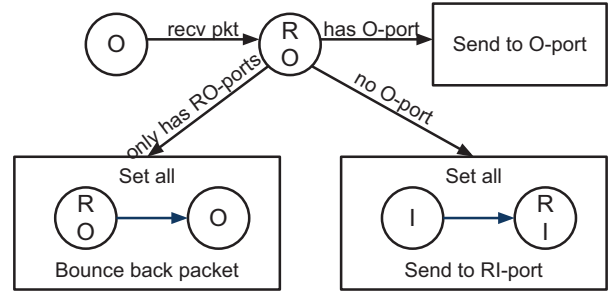 O
recv pkt
R
O
has O-port
Send to O-port
only has RO-ports
no O-port
Set all
R
O
O
Bounce back packet
Set all
I
R
I
Send to RI-port